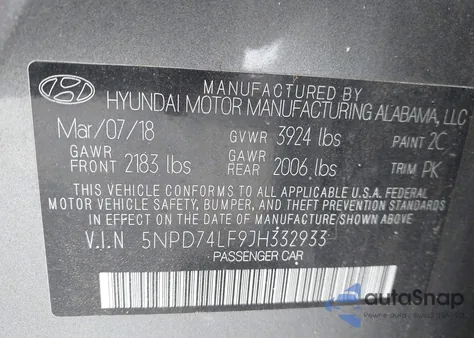 MANUFACTURED BY
HYUNDAI MOTOR MANUFACTURING ALABAMA, LLC
Mar/07/18 GVWR 3924 lbs PAINT 2C
GAWR FRONT 2183 lbs GAWR REAR 2006 lbs TRIM PK
THIS VEHICLE CONFORMS TO ALL APPLICABLE U.S.A. FEDERAL
MOTOR VEHICLE SAFETY, BUMPER, AND THEFT PREVENTION STANDARDS
IN EFFECT ON THE DATE OF MANUFACTURE SHOWN ABOVE
V.I.N 5NPD74LF9JH332933
PASSENGER CAR
autoSnap